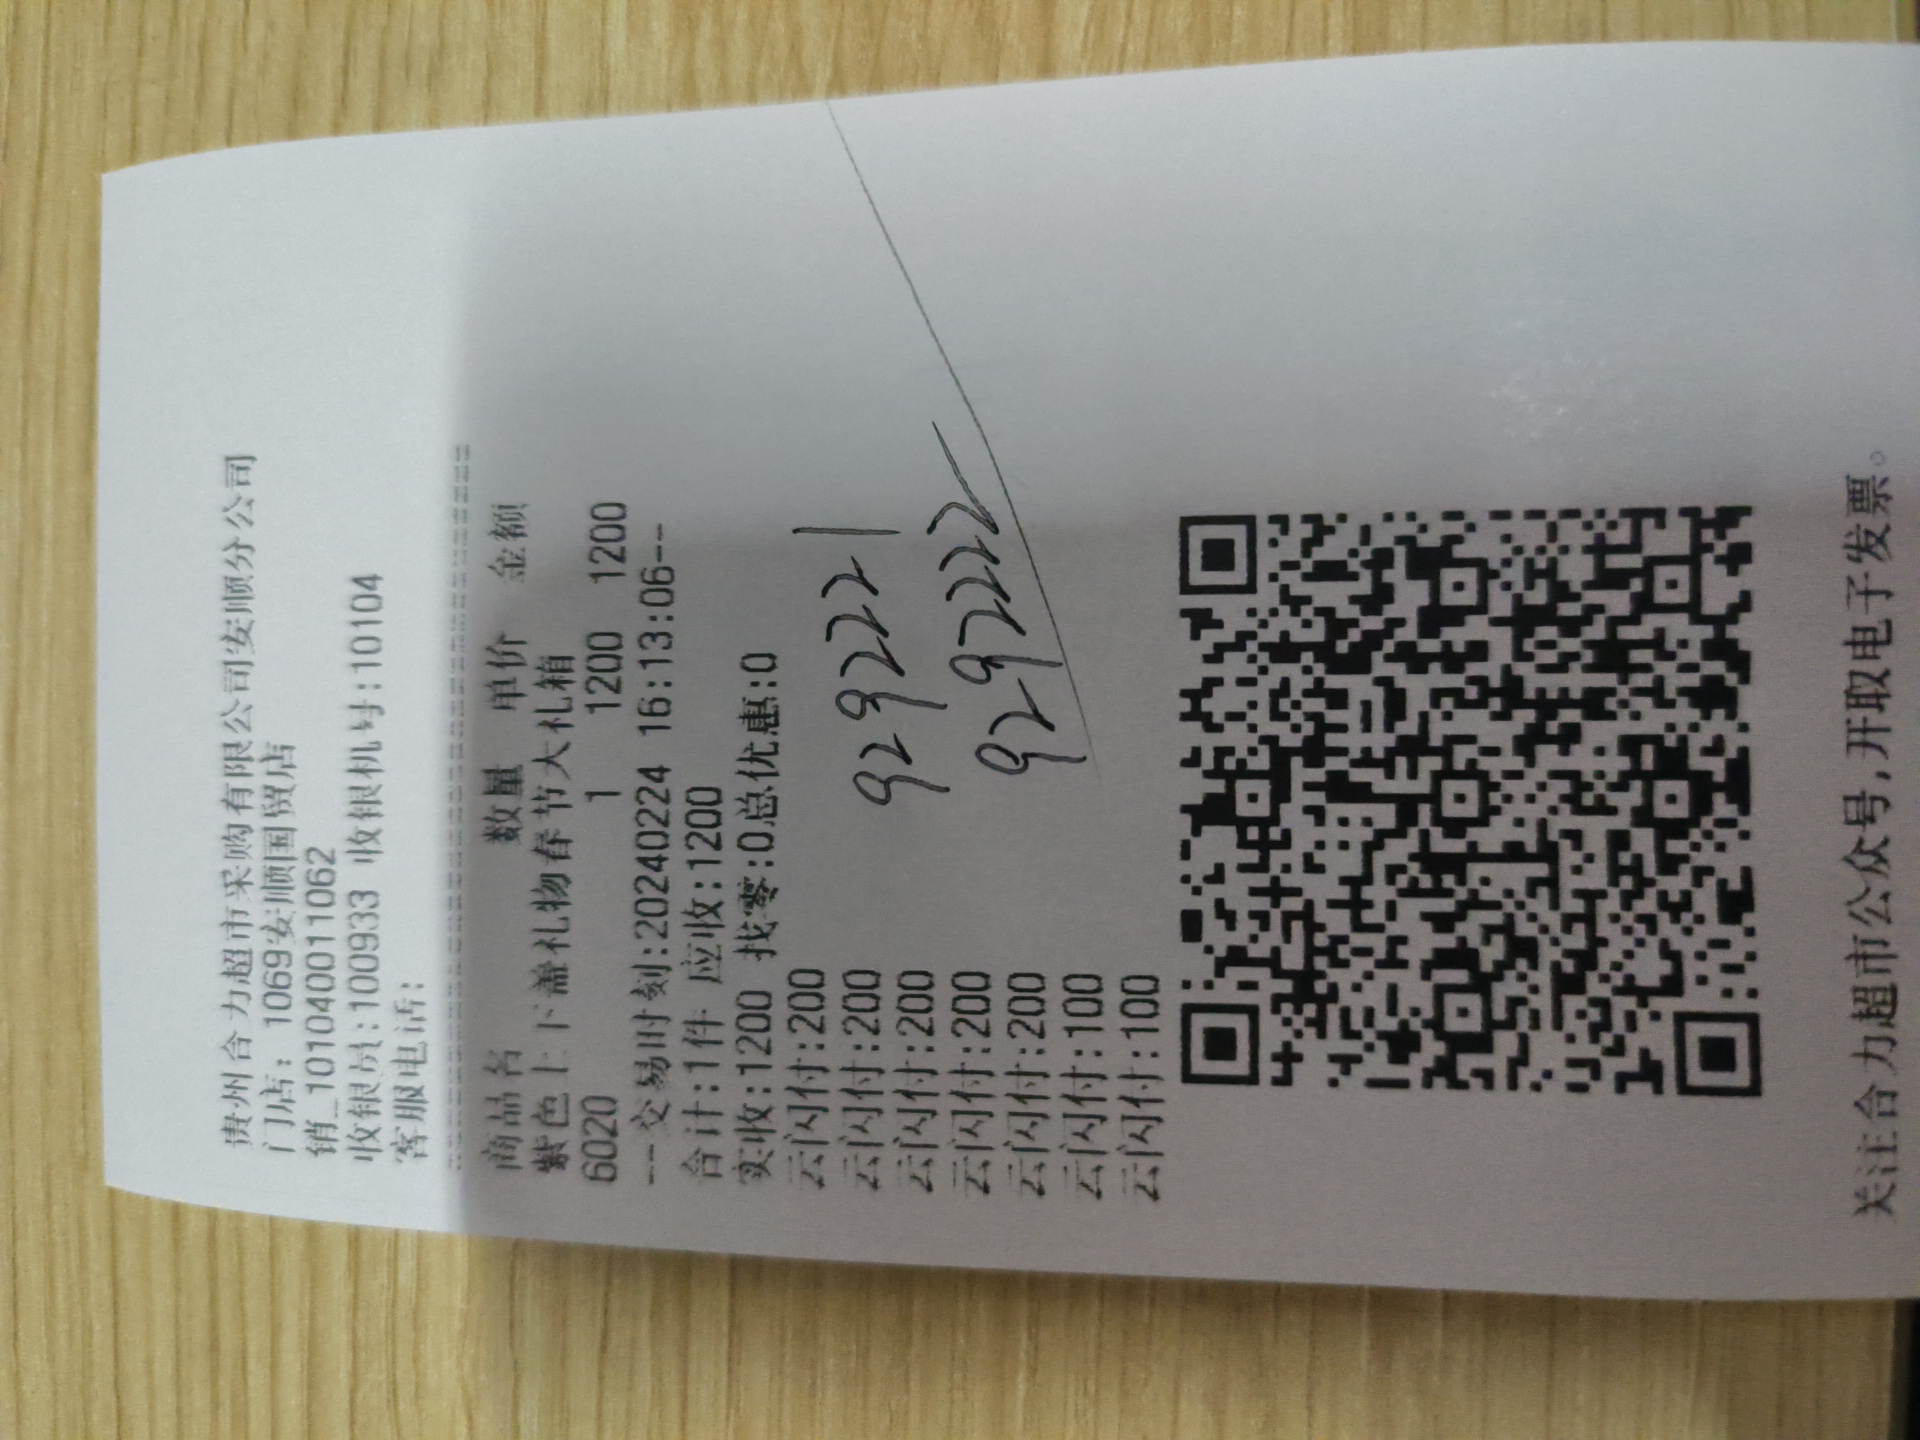 贵州合力超市采购有限公司安顺分公司
门店: 1069安顺国贸店
销_1010400011062
收银员:100933 收银机号:10104
客服电话:
商品名 数量 单价 金额
紫色上下盖礼物春节大礼箱
6020 1 1200 1200
--交易时刻:20240224 16:13:06--
合计:1件 应收:1200
实收:1200 找零:0总优惠:0
云闪付:200
云闪付:200
云闪付:200
云闪付:200
云闪付:200
云闪付:100
云闪付:100
9292221
9292222
关注合力超市公众号,开取电子发票。